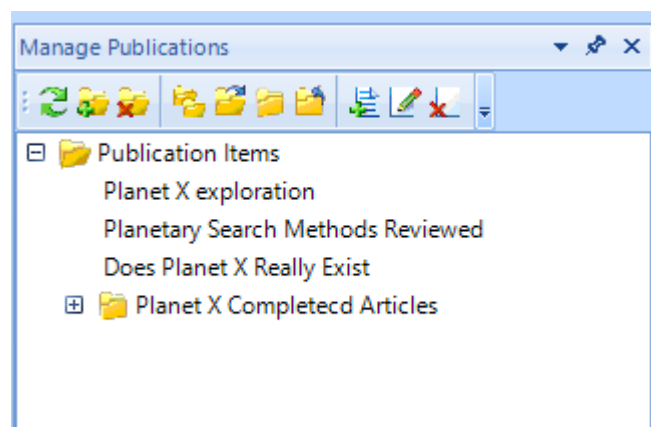 Manage Publications
Publication Items
Planet X exploration
Planetary Search Methods Reviewed
Does Planet X Really Exist
Planet X Completecd Articles